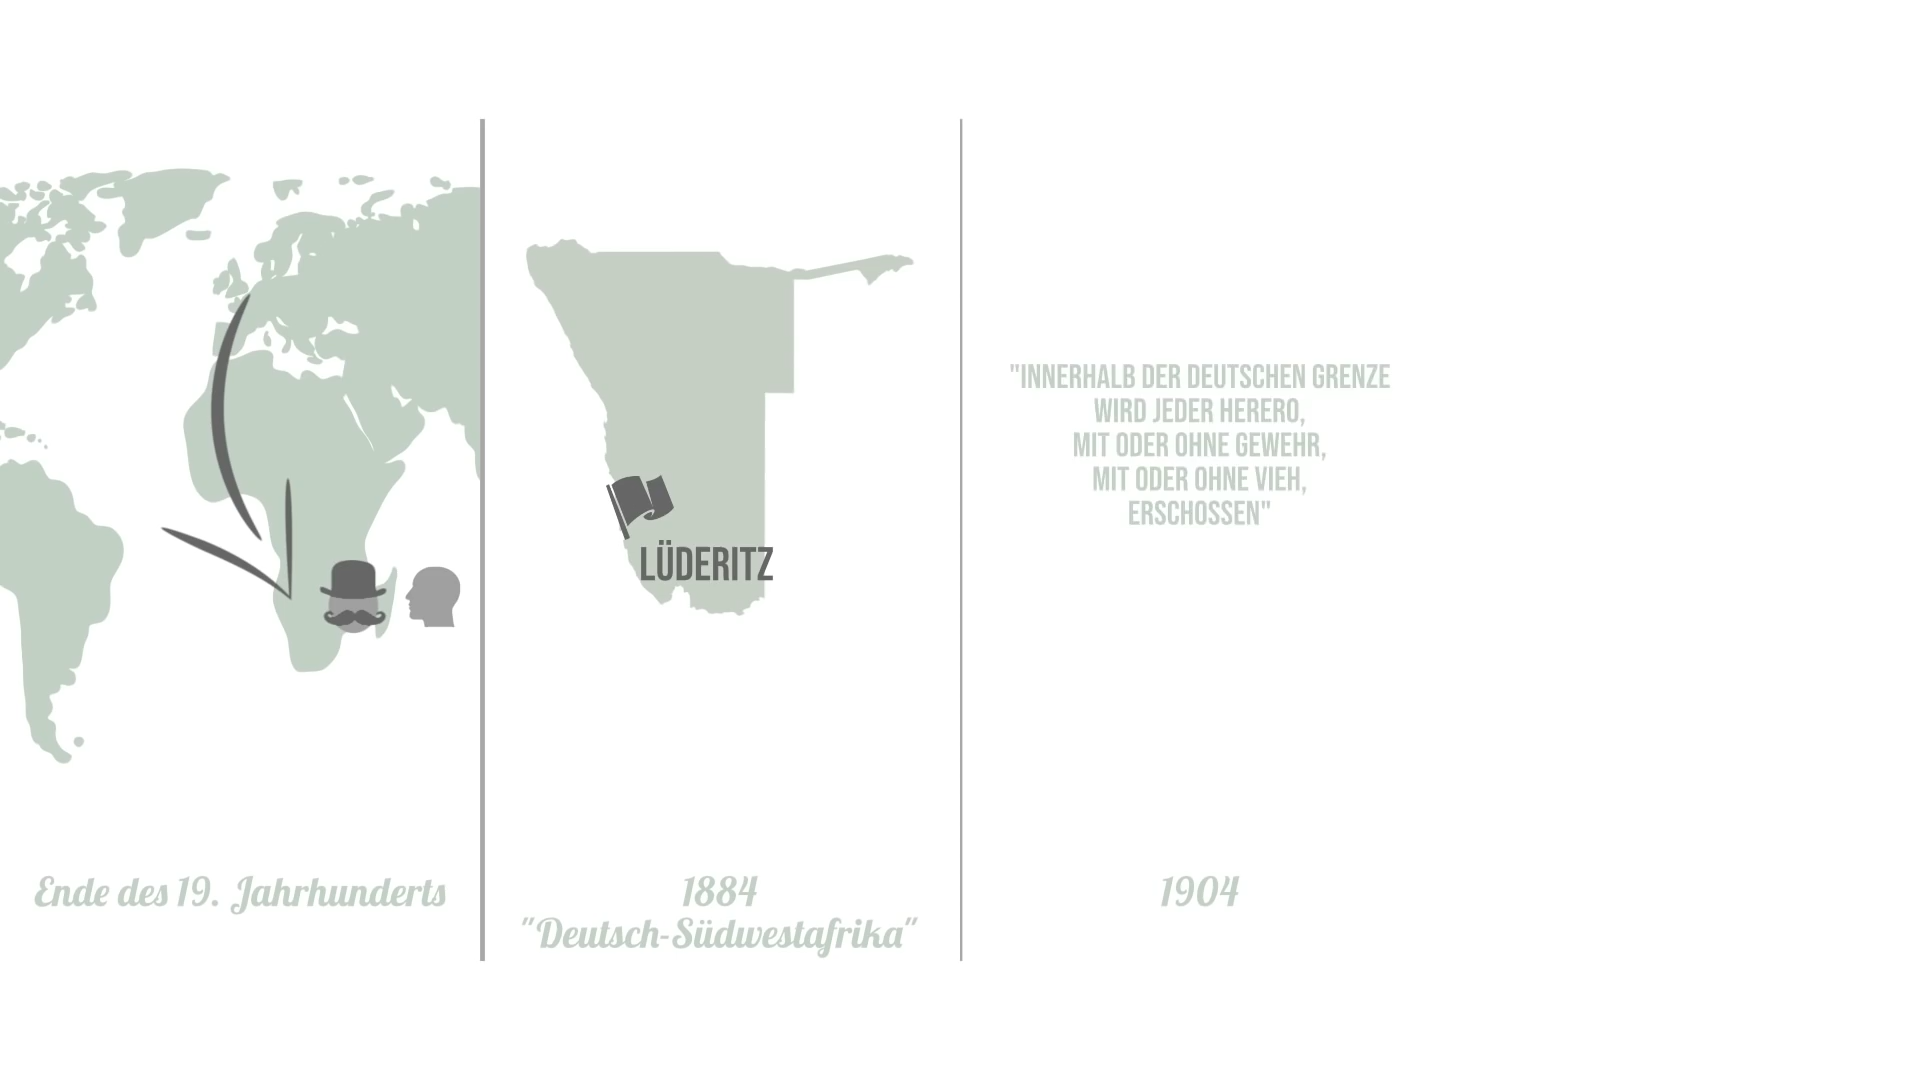 LÜDERITZ
"INNERHALB DER DEUTSCHEN GRENZE
WIRD JEDER HERERO,
MIT ODER OHNE GEWEHR,
MIT ODER OHNE VIEH,
ERSCHOSSEN"
Ende des 19. Jahrhunderts
1884
"Deutsch-Südwestafrika"
1904